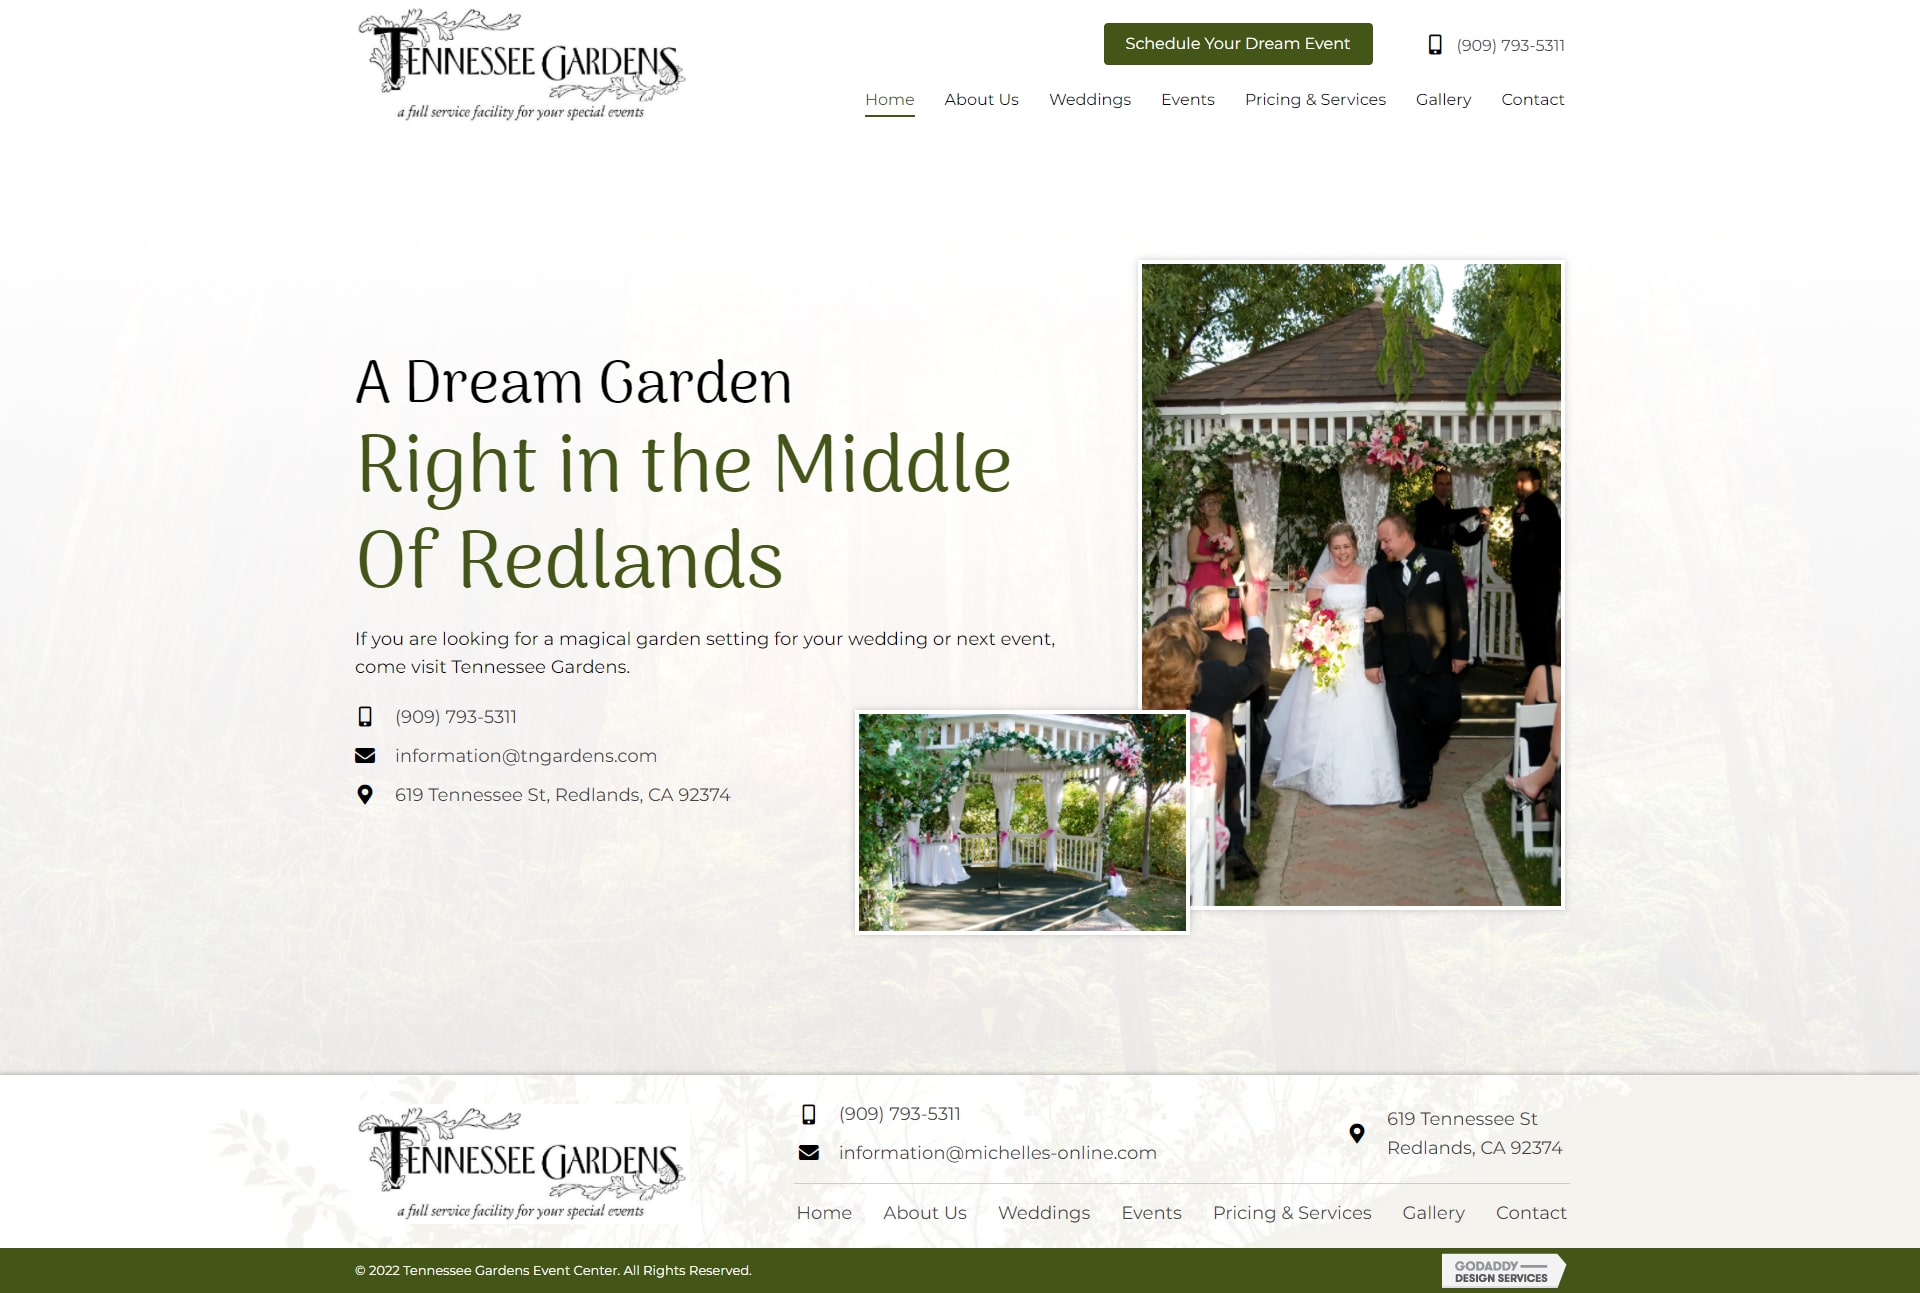 TENNESSEE GARDENS
a full service facility for your special events
Schedule Your Dream Event
(909) 793-5311
Home
About Us
Weddings
Events
Pricing & Services
Gallery
Contact
A Dream Garden
Right in the Middle
Of Redlands
If you are looking for a magical garden setting for your wedding or next event,
come visit Tennessee Gardens.
(909) 793-5311
information@tngardens.com
619 Tennessee St, Redlands, CA 92374
TENNESSEE GARDENS
a full service facility for your special events
(909) 793-5311
information@michelles-online.com
619 Tennessee St
Redlands, CA 92374
Home
About Us
Weddings
Events
Pricing & Services
Gallery
Contact
© 2022 Tennessee Gardens Event Center. All Rights Reserved.
GODADDY
DESIGN SERVICES